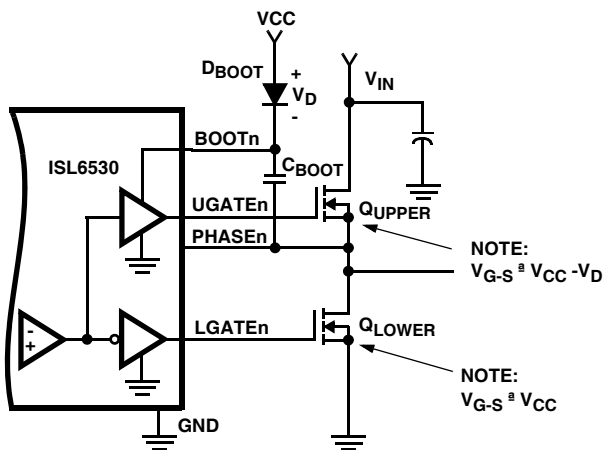 VCC
DBOOT
+
VD
-
VIN
BOOTn
ISL6530
CBOOT
UGATEn
QUPPER
PHASEn
NOTE:
VG-S ª VCC -VD
-
+
LGATEn
QLOWER
NOTE:
VG-S ª VCC
GND